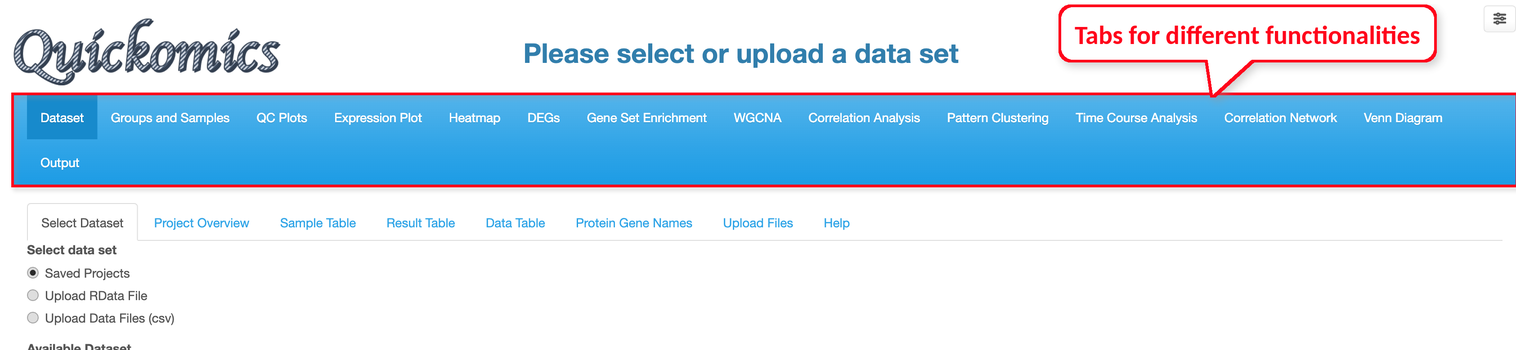 Quickomics
Please select or upload a data set
Tabs for different functionalities
Dataset Groups and Samples QC Plots Expression Plot Heatmap DEGs Gene Set Enrichment WGCNA Correlation Analysis Pattern Clustering Time Course Analysis Correlation Network Venn Diagram
Output
Select Dataset Project Overview Sample Table Result Table Data Table Protein Gene Names Upload Files Help
Select data set
Saved Projects
Upload RData File
Upload Data Files (csv)
Available Dataset